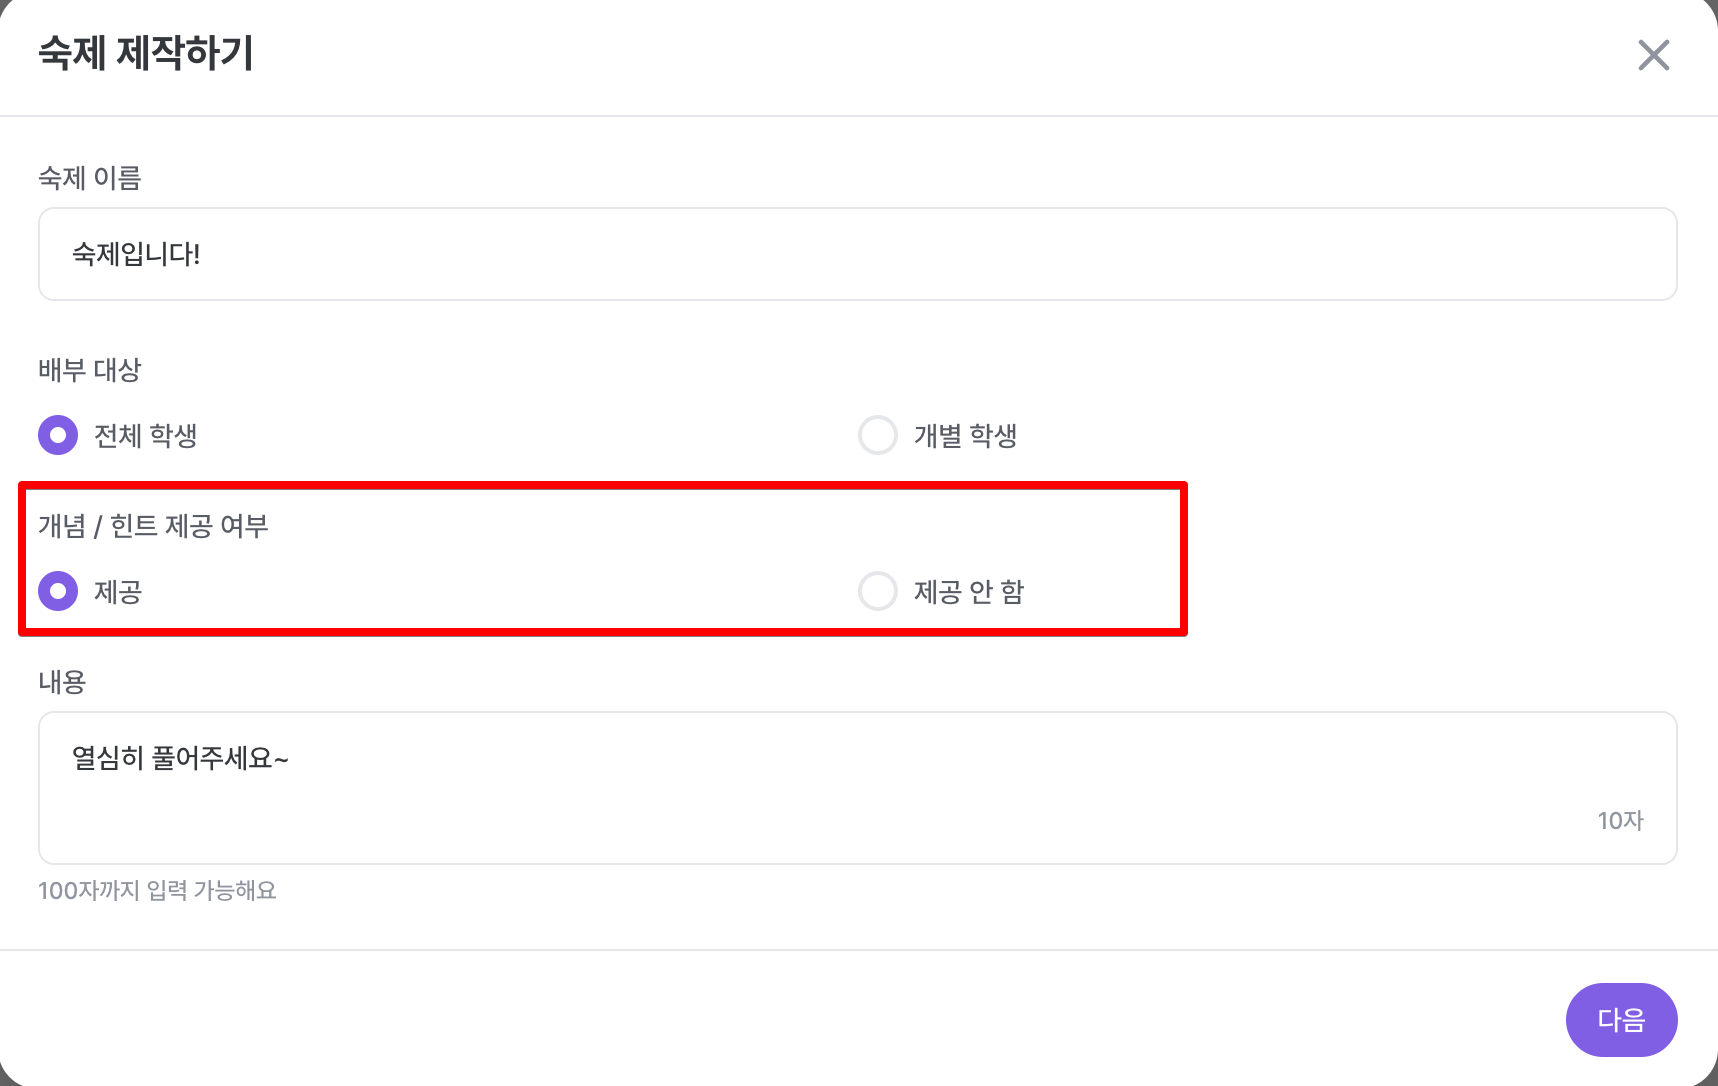 숙제 제작하기
숙제 이름
숙제입니다!
배부 대상
전체 학생
개별 학생
개념 / 힌트 제공 여부
제공
제공 안 함
내용
열심히 풀어주세요~
10자
100자까지 입력 가능해요
다음